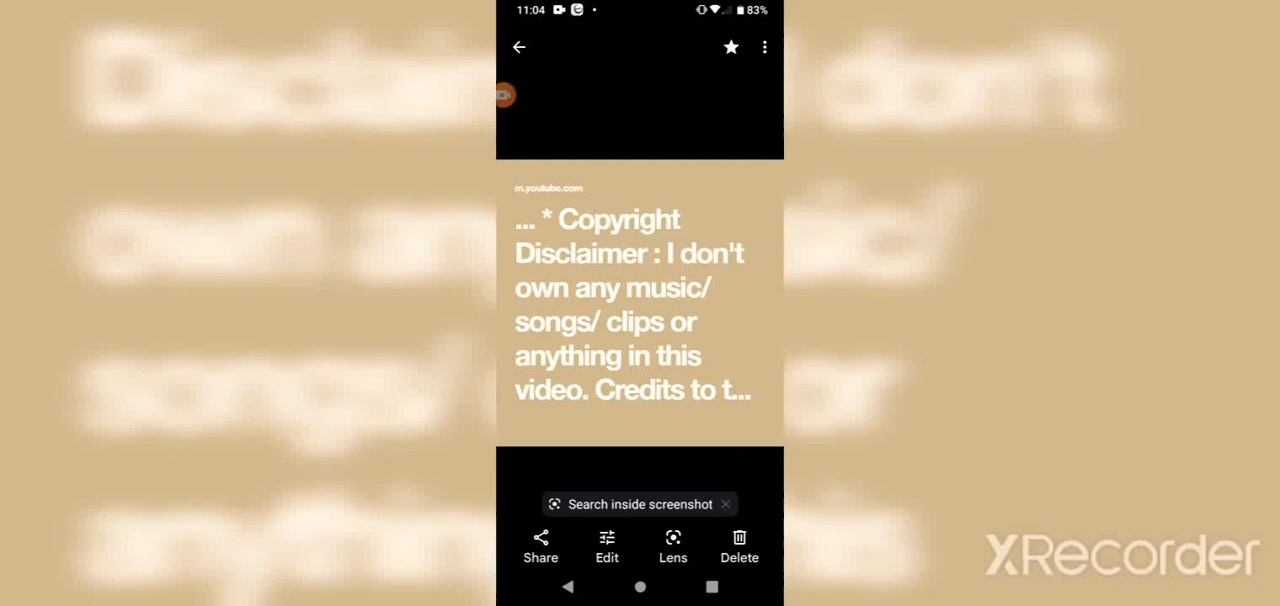 11:04
83%
m.youtube.com
... * Copyright
Disclaimer : I don't
own any music/
songs/ clips or
anything in this
video. Credits to t...
Search inside screenshot
Share
Edit
Lens
Delete
XRecorder